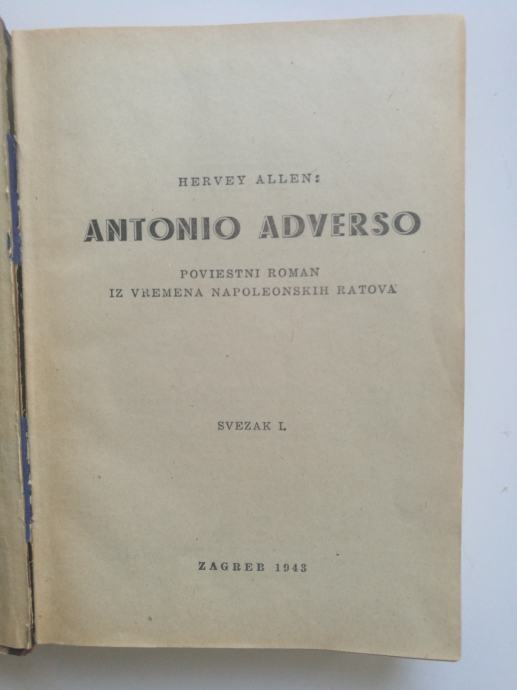 HERVEY ALLEN:
ANTONIO ADVERSO
POVIESTNI ROMAN
IZ VREMENA NAPOLEONSKIH RATOVA
SVEZAK I.
ZAGREB 1943